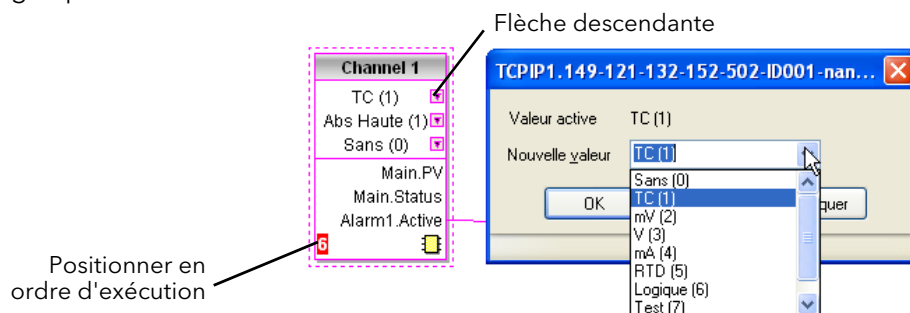 Flèche descendante
Channel 1
TC (1)
Abs Haute (1)
Sans (0)
Main.PV
Main.Status
Alarm1.Active
6
Positionner en
ordre d'exécution
TCPIP1.149-121-132-152-502-ID001-nan...
Valeur active TC (1)
Nouvelle valeur TC (1)
Sans (0)
TC (1)
mV (2)
V (3)
mA (4)
RTD (5)
Logique (6)
Test (7)
OK
quer